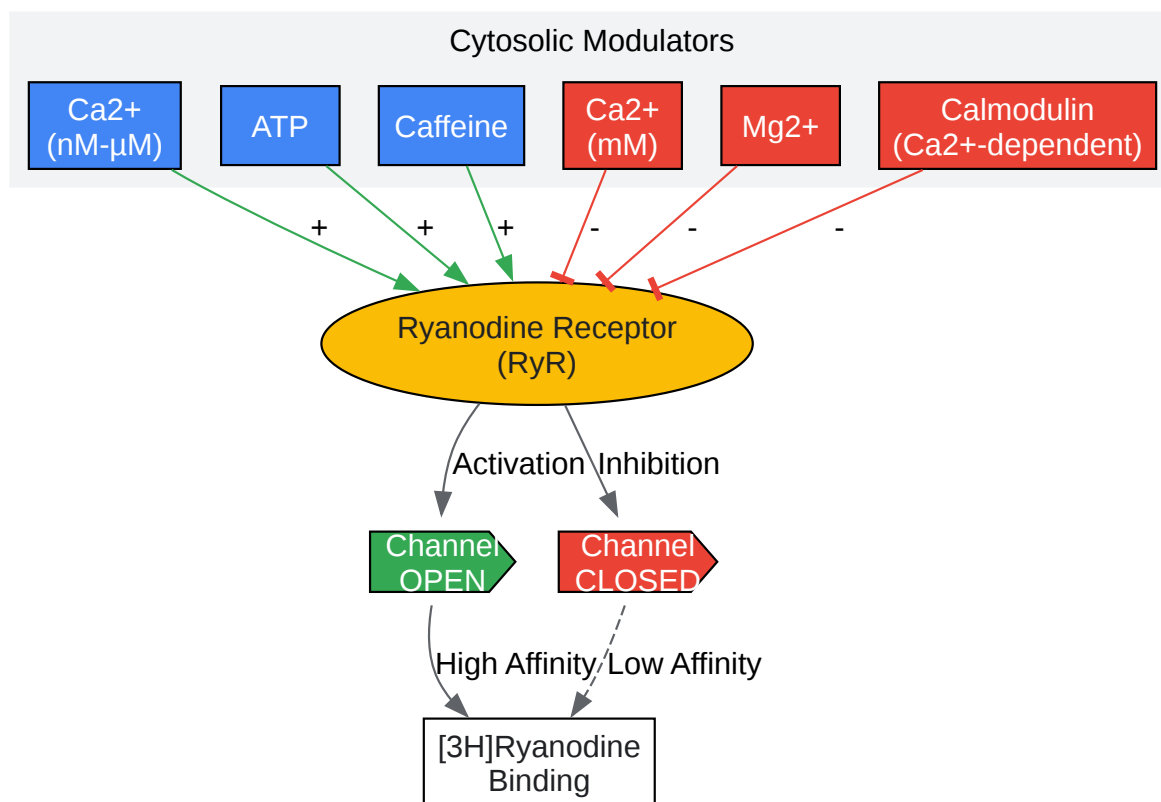 Cytosolic Modulators
Ca2+
(nM-µM)
ATP
Caffeine
Ca2+
(mM)
Mg2+
Calmodulin
(Ca2+-dependent)
+
+
+
-
-
-
Ryanodine Receptor
(RyR)
Activation
Inhibition
Channel
OPEN
Channel
CLOSED
High Affinity
Low Affinity
[3H]Ryanodine
Binding